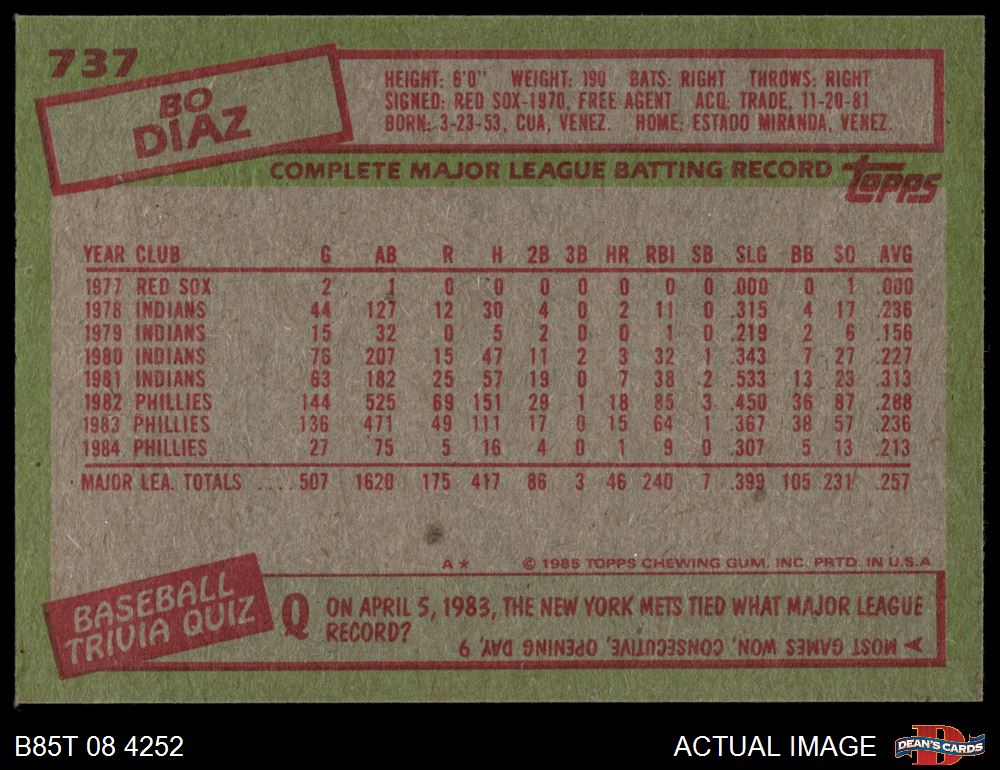 737
BO
DIAZ
HEIGHT: 6'0" WEIGHT: 190 BATS: RIGHT THROWS: RIGHT
SIGNED: RED SOX-1970, FREE AGENT ACQ: TRADE, 11-20-81
BORN: 3-23-53, CUA, VENEZ. HOME: ESTADO MIRANDA, VENEZ.
COMPLETE MAJOR LEAGUE BATTING RECORD topps
YEAR CLUB G AB R H 2B 3B HR RBI SB SLG BB SO AVG
1977 RED SOX 2 1 0 0 0 0 0 0 0 .000 0 1 .000
1978 INDIANS 44 127 12 30 4 0 2 11 0 .315 4 17 .236
1979 INDIANS 15 32 0 5 2 0 0 1 0 .219 2 6 .156
1980 INDIANS 76 207 15 47 11 2 3 32 1 .343 7 27 .227
1981 INDIANS 63 182 25 57 19 0 7 38 2 .533 13 23 .313
1982 PHILLIES 144 525 69 151 29 1 18 85 3 .450 36 87 .288
1983 PHILLIES 136 471 49 111 17 0 15 64 1 .367 38 57 .236
1984 PHILLIES 27 75 5 16 4 0 1 9 0 .307 5 13 .213
MAJOR LEA. TOTALS ....507 1620 175 417 86 3 46 240 7 .399 105 231 .257
A* © 1985 TOPPS CHEWING GUM, INC. PRTD. IN U.S.A
BASEBALL
TRIVIA QUIZ
Q ON APRIL 5, 1983, THE NEW YORK METS TIED WHAT MAJOR LEAGUE
RECORD?
MOST GAMES WON, CONSECUTIVE, OPENING DAY, 9
B85T 08 4252
ACTUAL IMAGE
DEAN'S CARDS